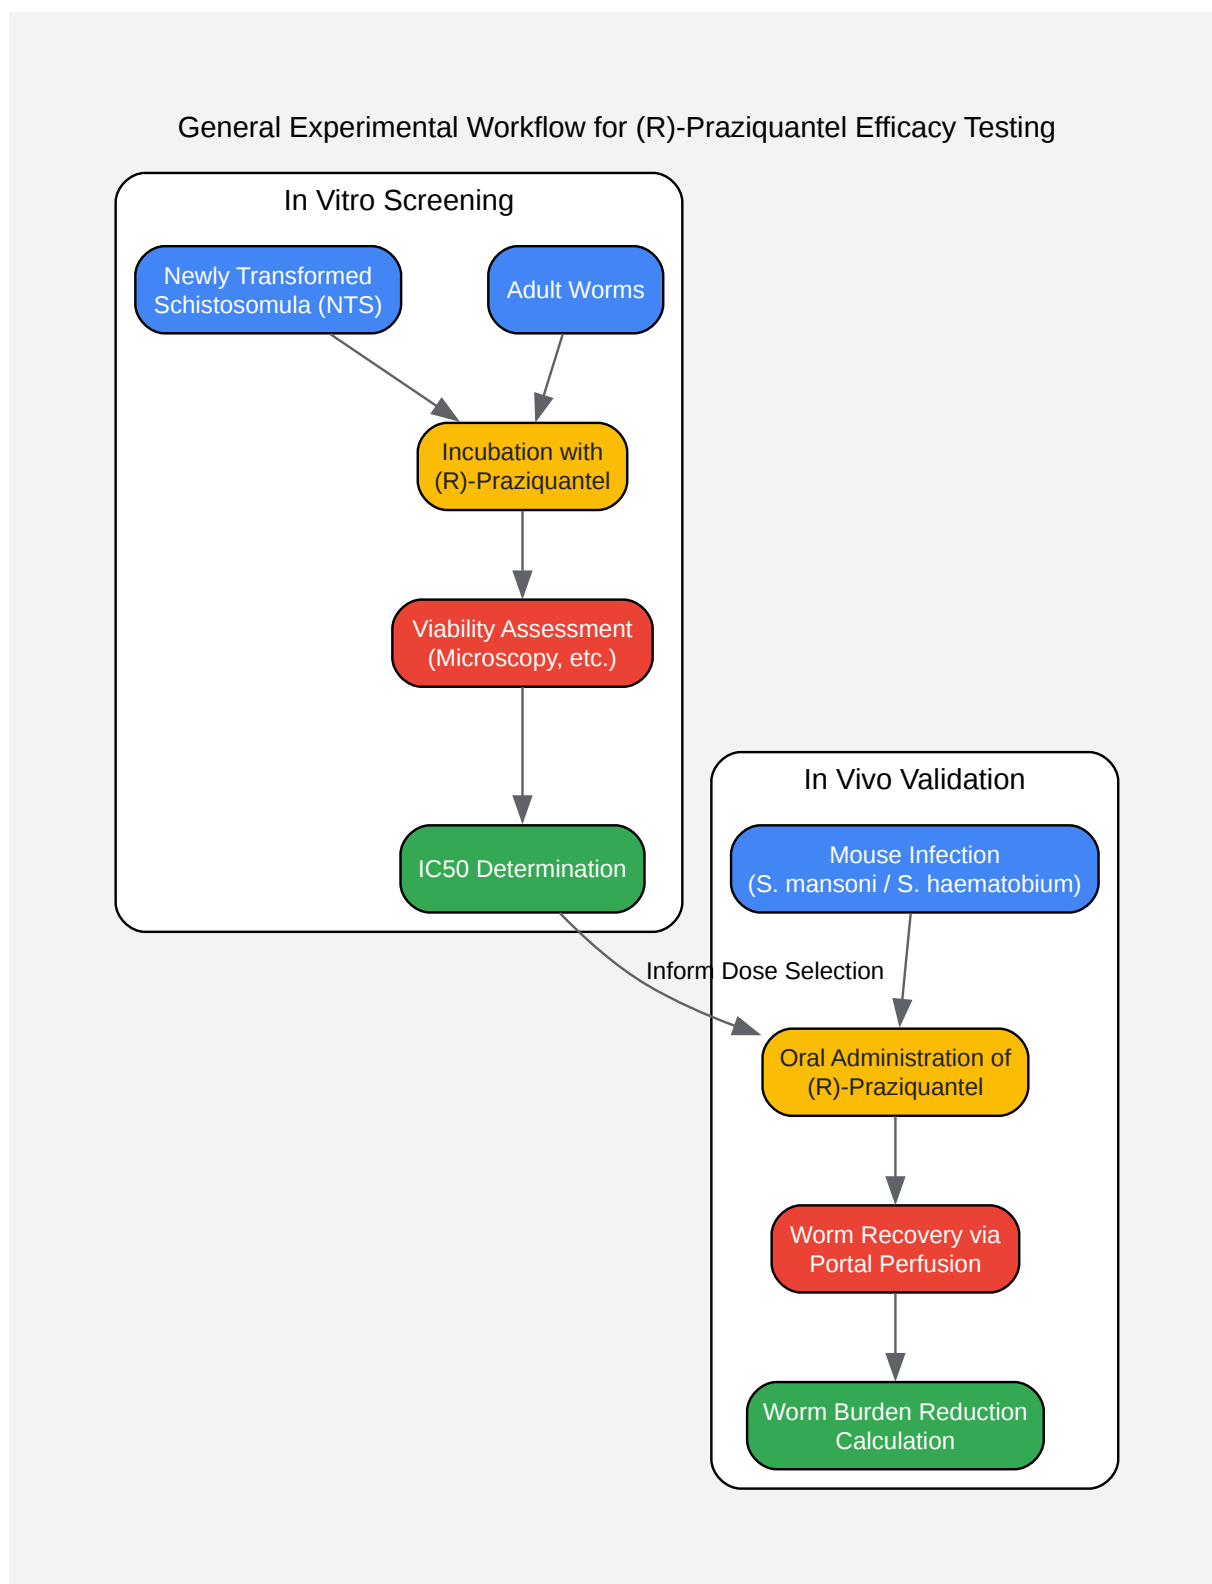 General Experimental Workflow for (R)-Praziquantel Efficacy Testing
In Vitro Screening
Newly Transformed
Schistosomula (NTS)
Adult Worms
Incubation with
(R)-Praziquantel
Viability Assessment
(Microscopy, etc.)
IC50 Determination
In Vivo Validation
Mouse Infection
(S. mansoni / S. haematobium)
Inform Dose Selection
Oral Administration of
(R)-Praziquantel
Worm Recovery via
Portal Perfusion
Worm Burden Reduction
Calculation